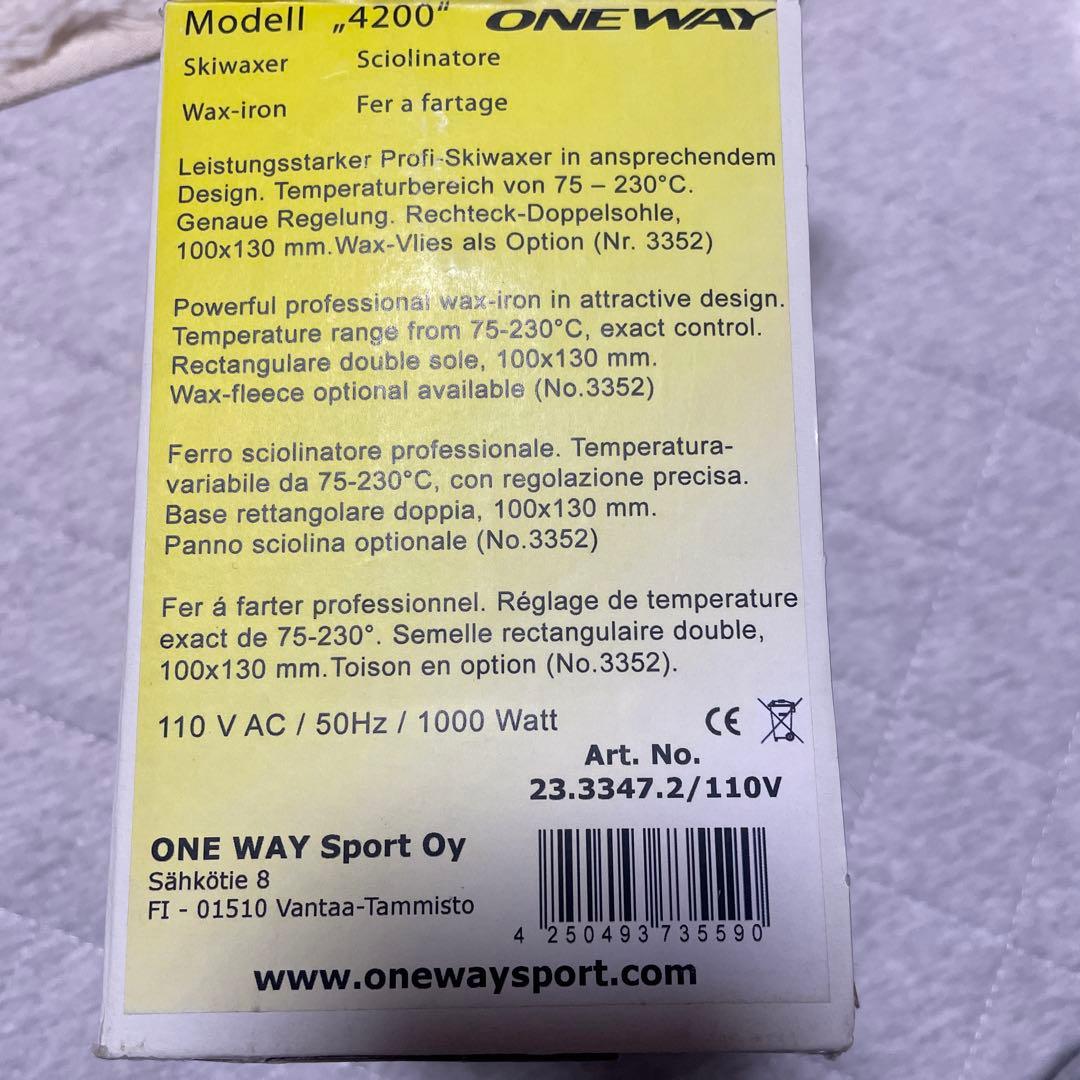 Modell „4200“ ONE WAY
Skiwaxer Sciolinatore
Wax-iron Fer a fartage
Leistungsstarker Profi-Skiwaxer in ansprechendem
Design. Temperaturbereich von 75 – 230°C.
Genaue Regelung. Rechteck-Doppelsohle,
100x130 mm.Wax-Vlies als Option (Nr. 3352)
Powerful professional wax-iron in attractive design.
Temperature range from 75-230°C, exact control.
Rectangulare double sole, 100x130 mm.
Wax-fleece optional available (No.3352)
Ferro sciolinatore professionale. Temperatura-
variabile da 75-230°C, con regolazione precisa.
Base rettangolare doppia, 100x130 mm.
Panno sciolina optionale (No.3352)
Fer á farter professionnel. Réglage de temperature
exact de 75-230°. Semelle rectangulaire double,
100x130 mm.Toison en option (No.3352).
110 V AC / 50Hz / 1000 Watt CE
Art. No.
23.3347.2/110V
ONE WAY Sport Oy
Sähkötie 8
FI - 01510 Vantaa-Tammisto
4 250493 735590
www.onewaysport.com